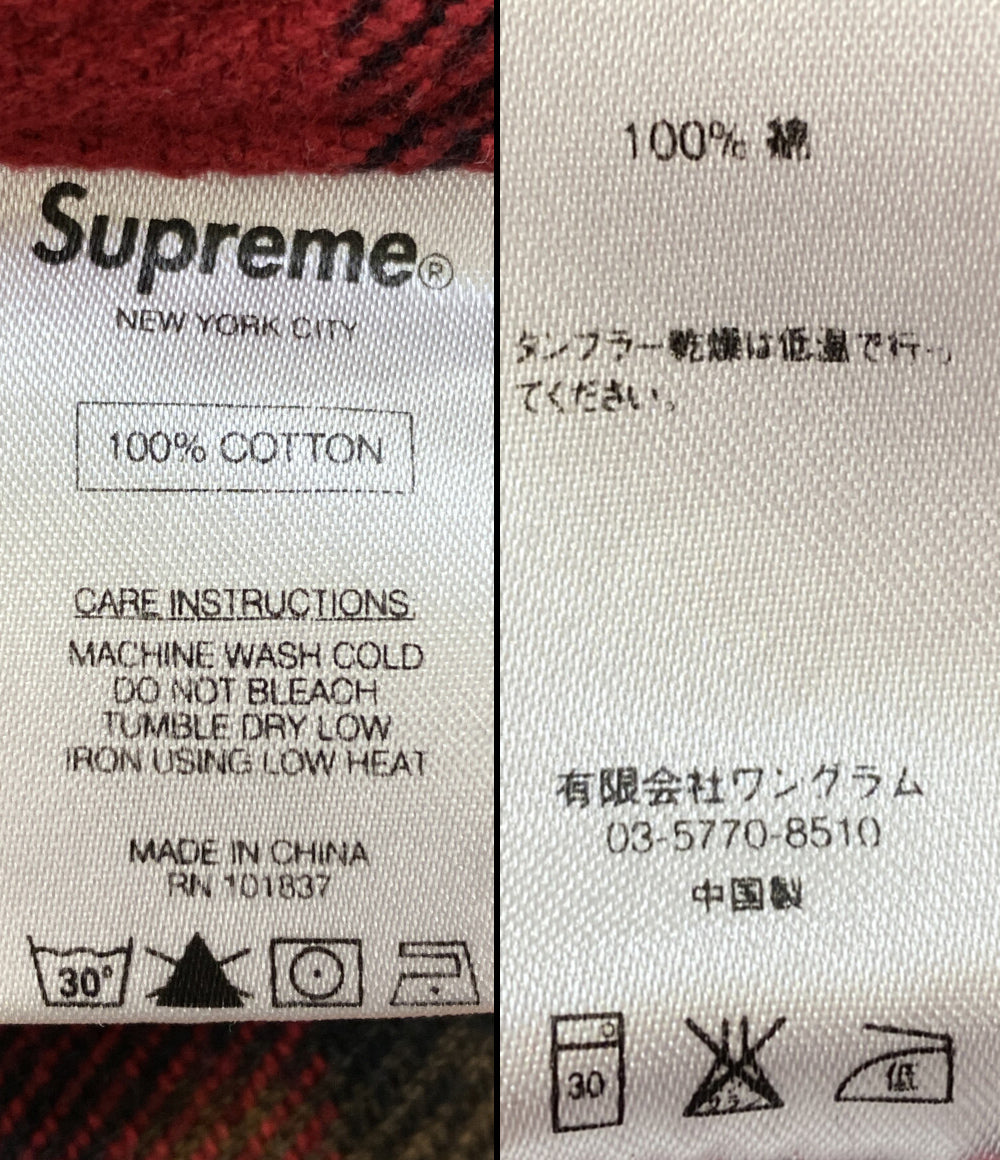 Supreme®
NEW YORK CITY
100% COTTON
CARE INSTRUCTIONS
MACHINE WASH COLD
DO NOT BLEACH
TUMBLE DRY LOW
IRON USING LOW HEAT
MADE IN CHINA
RN 101837
30°
100% 綿
タンブラー乾燥は低温で行っ
てください。
有限会社ワングラム
03-5770-8510
中国製
30
低